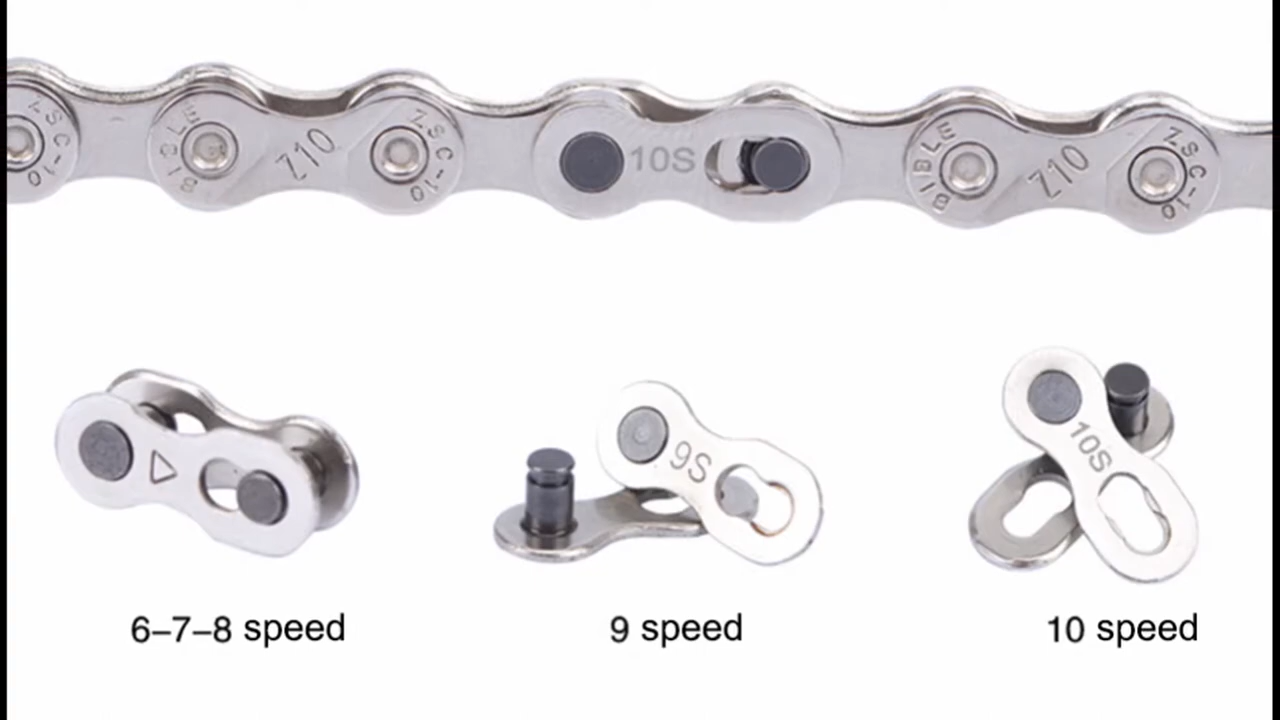 ZSC-10
BIBLE
Z10
ZSC-10
10S
BIBLE
Z10
ZSC-10
9S
10S
6–7–8 speed
9 speed
10 speed